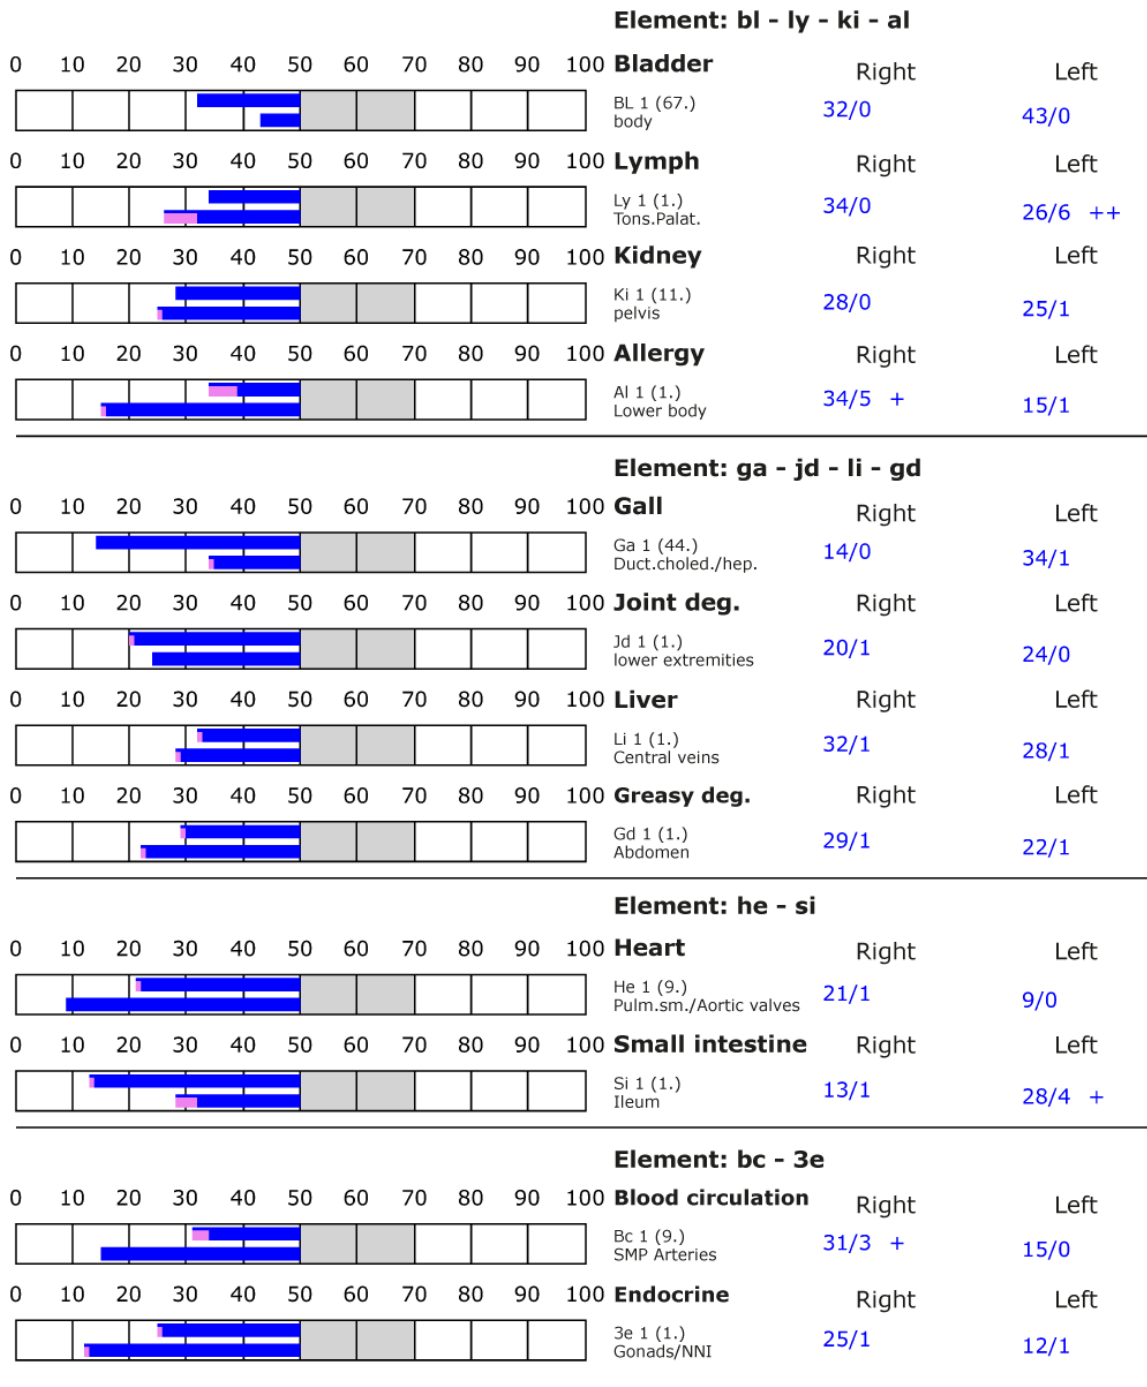 Element: bl - ly - ki - al
0 10 20 30 40 50 60 70 80 90 100 Bladder Right Left
BL 1 (67.) 32/0 43/0
body
0 10 20 30 40 50 60 70 80 90 100 Lymph Right Left
Ly 1 (1.) 34/0 26/6 ++
Tons.Palat.
0 10 20 30 40 50 60 70 80 90 100 Kidney Right Left
Ki 1 (11.) 28/0 25/1
pelvis
0 10 20 30 40 50 60 70 80 90 100 Allergy Right Left
Al 1 (1.) 34/5 + 15/1
Lower body
Element: ga - jd - li - gd
0 10 20 30 40 50 60 70 80 90 100 Gall Right Left
Ga 1 (44.) 14/0 34/1
Duct.choled./hep.
0 10 20 30 40 50 60 70 80 90 100 Joint deg. Right Left
Jd 1 (1.) 20/1 24/0
lower extremities
0 10 20 30 40 50 60 70 80 90 100 Liver Right Left
Li 1 (1.) 32/1 28/1
Central veins
0 10 20 30 40 50 60 70 80 90 100 Greasy deg. Right Left
Gd 1 (1.) 29/1 22/1
Abdomen
Element: he - si
0 10 20 30 40 50 60 70 80 90 100 Heart Right Left
He 1 (9.) 21/1 9/0
Pulm.sm./Aortic valves
0 10 20 30 40 50 60 70 80 90 100 Small intestine Right Left
Si 1 (1.) 13/1 28/4 +
Ileum
Element: bc - 3e
0 10 20 30 40 50 60 70 80 90 100 Blood circulation Right Left
Bc 1 (9.) 31/3 + 15/0
SMP Arteries
0 10 20 30 40 50 60 70 80 90 100 Endocrine Right Left
3e 1 (1.) 25/1 12/1
Gonads/NNI